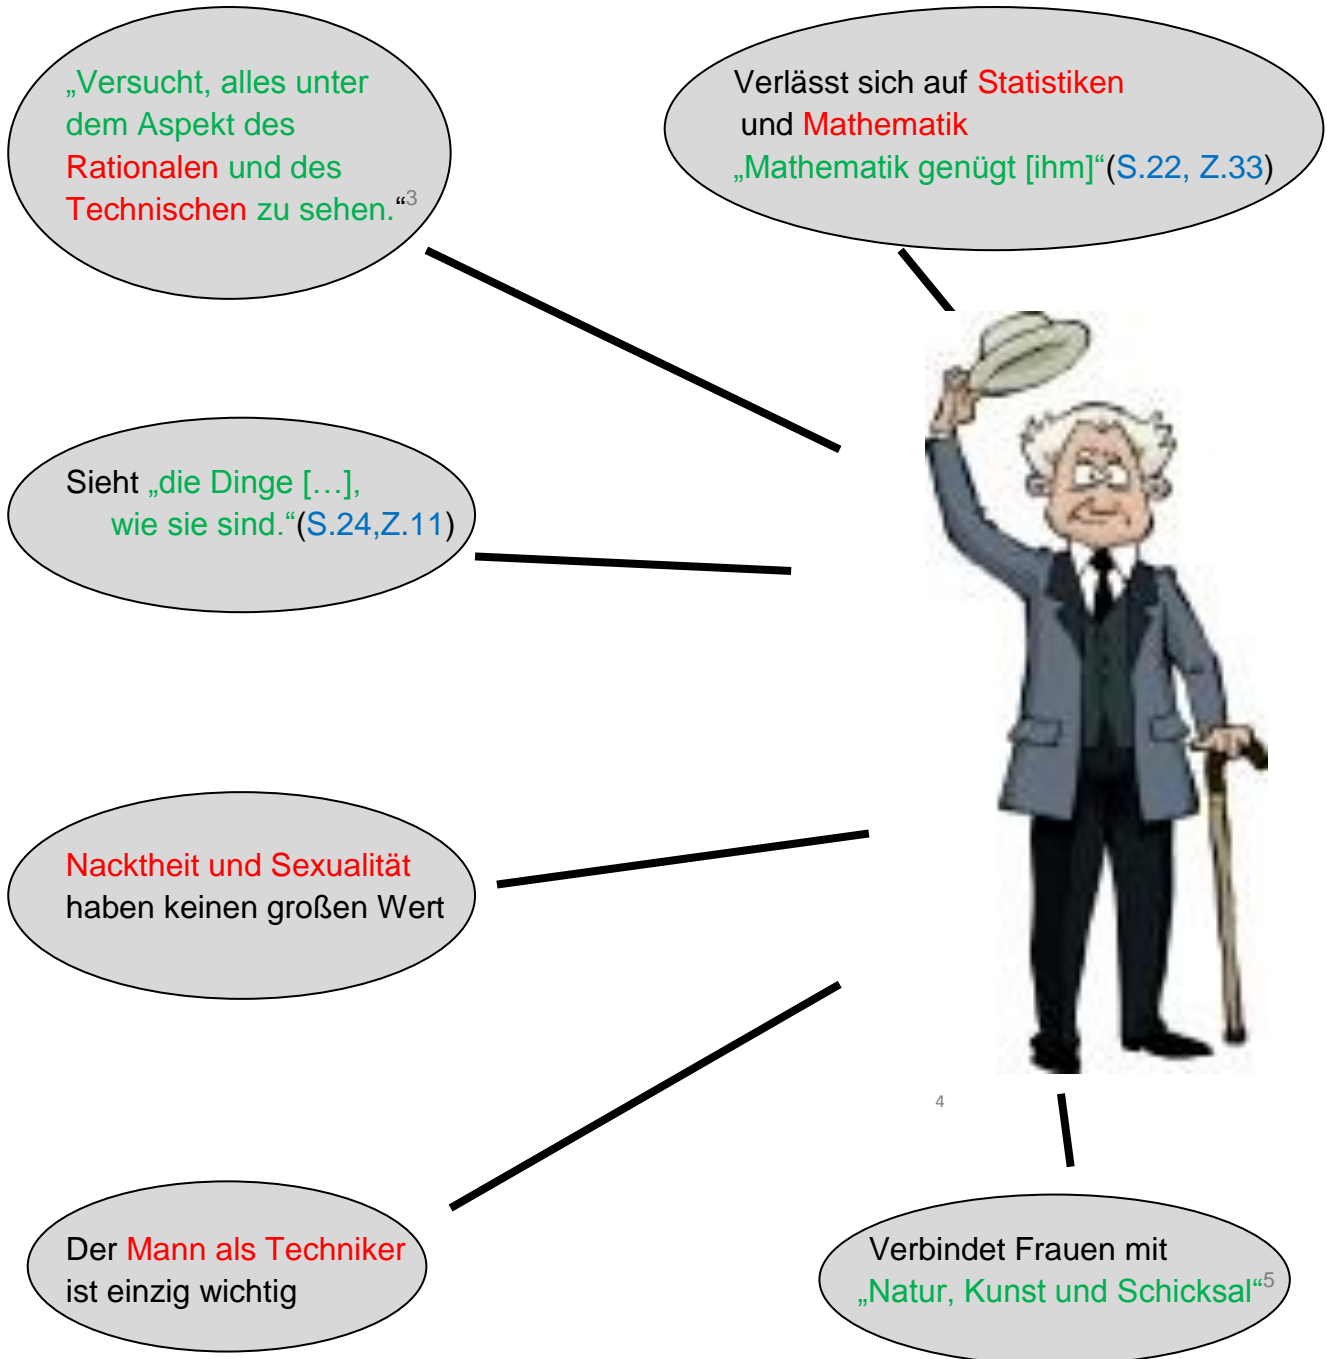 „Versucht, alles unter
dem Aspekt des
Rationalen und des
Technischen zu sehen.“3
Verlässt sich auf Statistiken
und Mathematik
„Mathematik genügt [ihm]“(S.22, Z.33)
Sieht „die Dinge […],
wie sie sind.“(S.24,Z.11)
Nacktheit und Sexualität
haben keinen großen Wert
4
Der Mann als Techniker
ist einzig wichtig
Verbindet Frauen mit
„Natur, Kunst und Schicksal“5